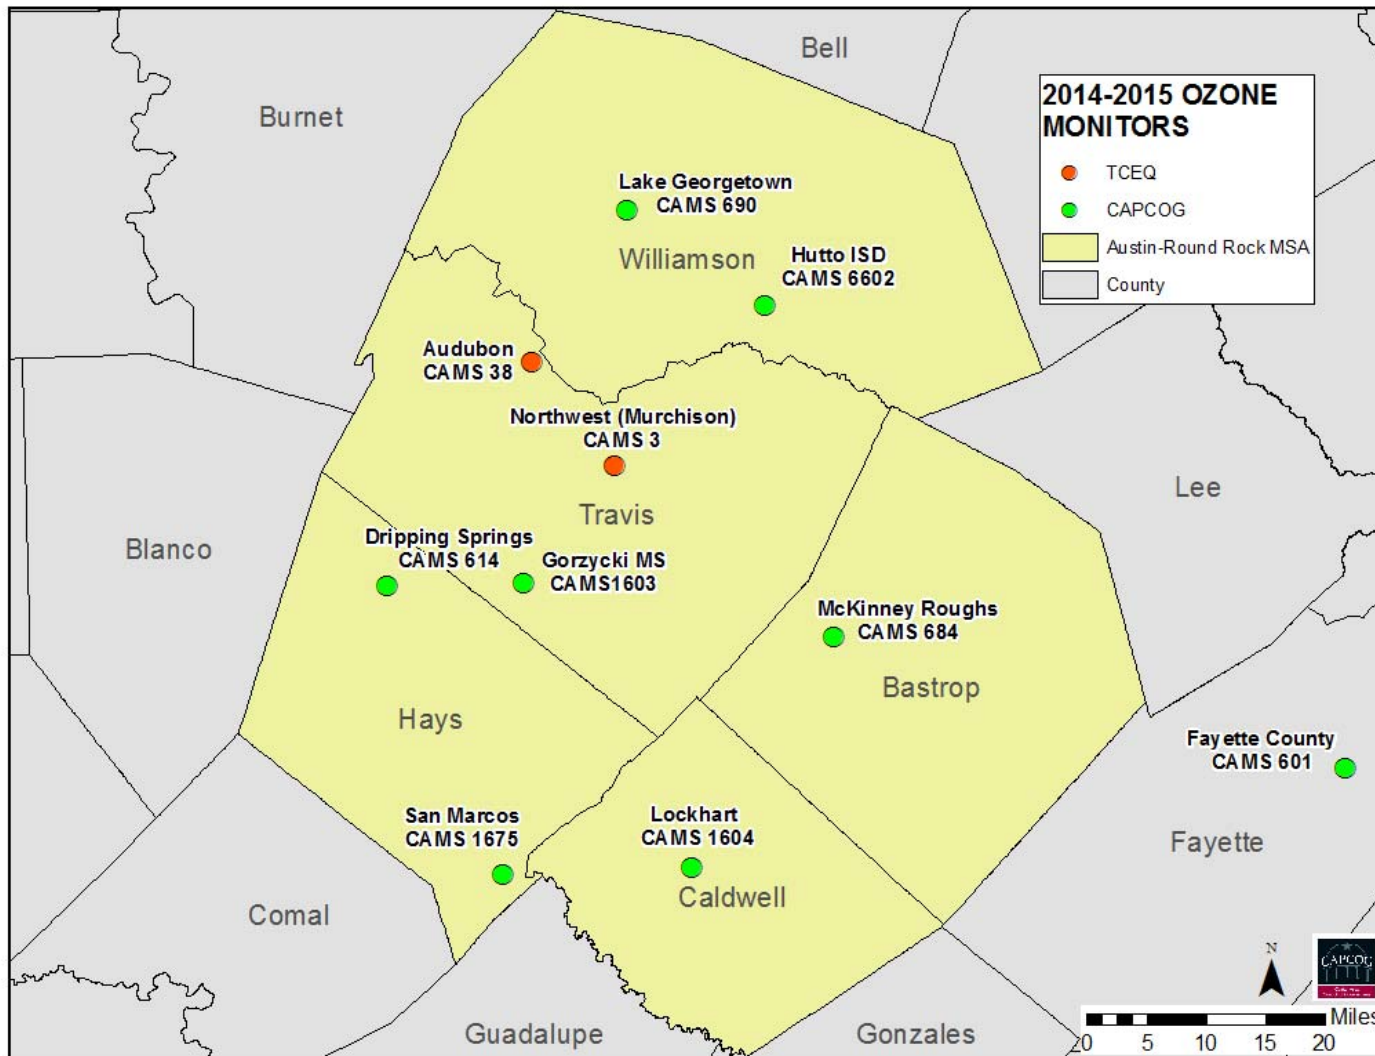 Bell
Burnet
2014-2015 OZONE
MONITORS
TCEQ
CAPCOG
Austin-Round Rock MSA
County
Lake Georgetown
CAMS 690
Williamson
Hutto ISD
CAMS 6602
Audubon
CAMS 38
Northwest (Murchison)
CAMS 3
Travis
Lee
Blanco
Dripping Springs
CAMS 614
Gorzycki MS
CAMS1603
McKinney Roughs
CAMS 684
Bastrop
Hays
Fayette County
CAMS 601
San Marcos
CAMS 1675
Lockhart
CAMS 1604
Caldwell
Fayette
Comal
Guadalupe
Gonzales
N
CAPCOG
Miles
0 5 10 15 20